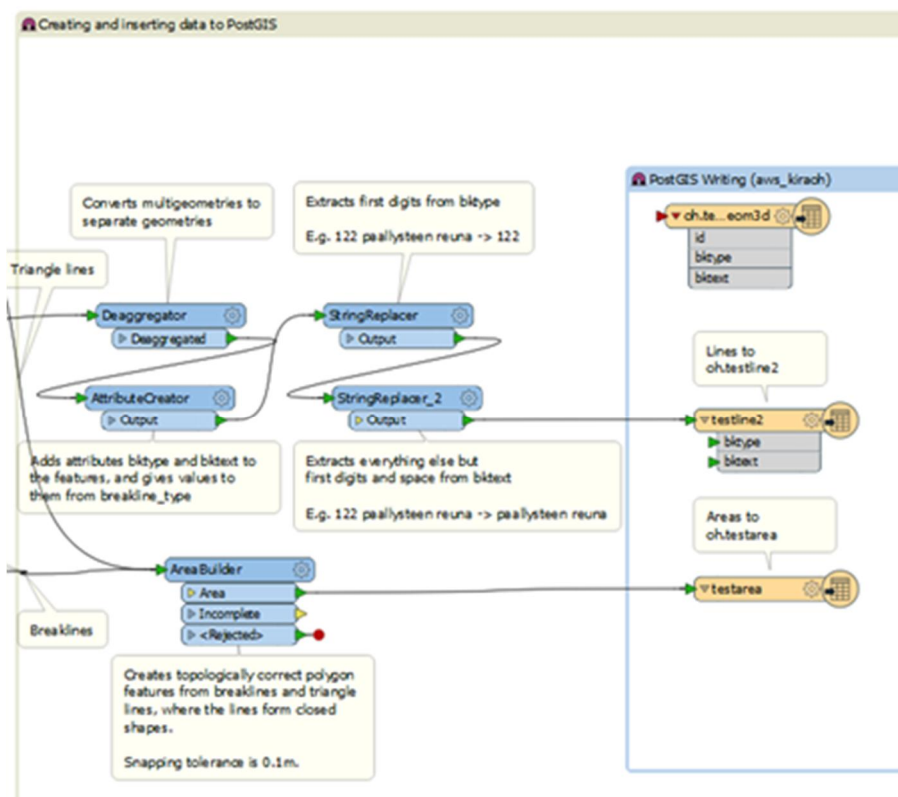 Creating and inserting data to PostGIS
PostGIS Writing (aws_kiraoh)
oh.te...eom3d
id
bktype
bktext
Converts multigeometries to
separate geometries
Extracts first digits from bktype
E.g. 122 paallysteen reuna -> 122
Triangle lines
Deaggregator
Deaggregated
StringReplacer
Output
AttributeCreator
Output
StringReplacer_2
Output
Lines to
oh.testline2
testline2
bktype
bktext
Adds attributes bktype and bktext to
the features, and gives values to
them from breakline_type
Extracts everything else but
first digits and space from bktext
E.g. 122 paallysteen reuna -> paallysteen reuna
Areas to
oh.testarea
testarea
AreaBuilder
Area
Incomplete
<Rejected>
Breaklines
Creates topologically correct polygon
features from breaklines and triangle
lines, where the lines form closed
shapes.
Snapping tolerance is 0.1m.